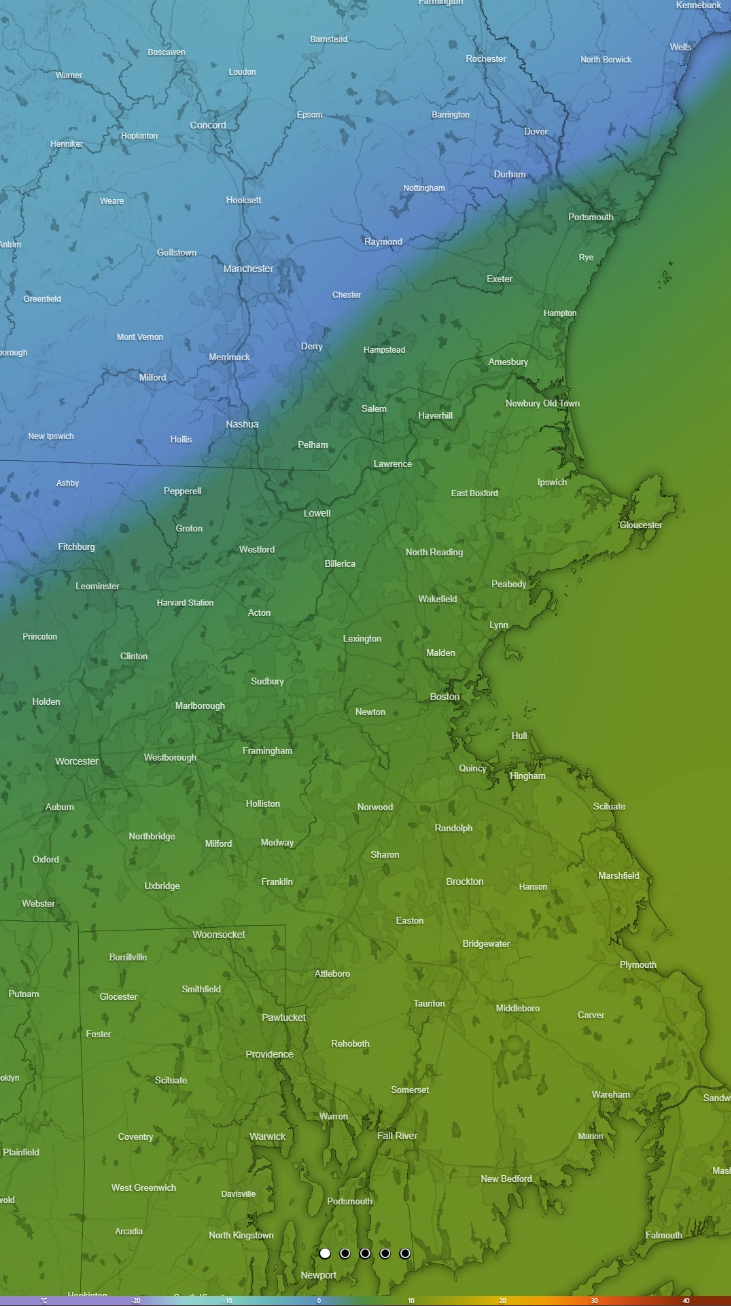 Farmington
Kennebunk
Barnstead
Boscawen
Wells
Rochester
North Berwick
Warner
Loudon
Epsom
Barrington
Concord
Dover
Hopkinton
Henniker
Durham
Nottingham
Weare
Hooksett
Portsmouth
Raymond
Antrim
Goffstown
Rye
Manchester
Exeter
Chester
Greenfield
Hampton
Mont Vernon
Derry
Hampstead
borough
Merrimack
Amesbury
Milford
Newbury Old Town
Salem
Haverhill
Nashua
New Ipswich
Hollis
Pelham
Lawrence
Ashby
Ipswich
Pepperell
East Boxford
Lowell
Gloucester
Groton
Fitchburg
Westford
North Reading
Billerica
Leominster
Peabody
Harvard Station
Wakefield
Acton
Lynn
Princeton
Lexington
Clinton
Malden
Sudbury
Boston
Holden
Marlborough
Newton
Hull
Framingham
Worcester
Westborough
Quincy
Hingham
Holliston
Auburn
Norwood
Scituate
Randolph
Northbridge
Milford
Medway
Sharon
Oxford
Marshfield
Uxbridge
Franklin
Brockton
Hanson
Webster
Easton
Woonsocket
Bridgewater
Burrillville
Plymouth
Attleboro
Putnam
Glocester
Smithfield
Taunton
Middleboro
Carver
Pawtucket
Foster
Rehoboth
Providence
oklyn
Scituate
Somerset
Wareham
Sandw
Warren
Coventry
Warwick
Fall River
Marion
Plainfield
Mash
New Bedford
West Greenwich
Davisville
wold
Portsmouth
Arcadia
North Kingstown
Falmouth
Newport
Hopkinton
°C -20 -10 0 10 20 30 40